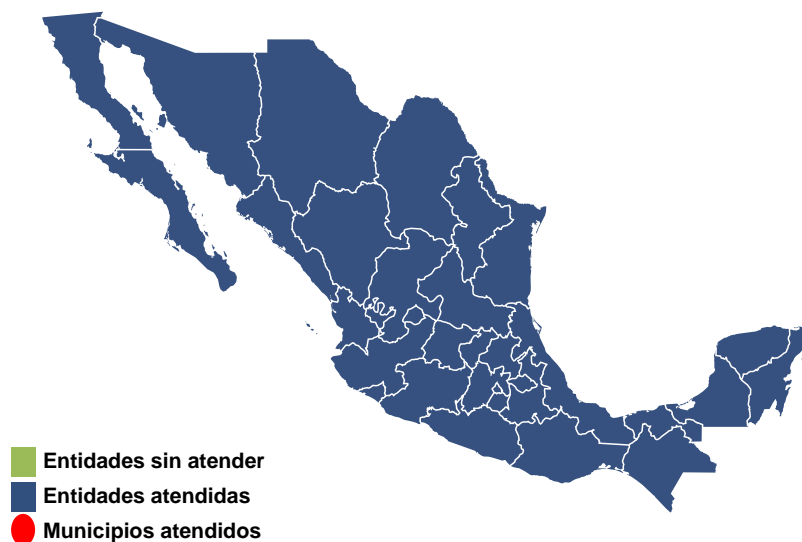 Entidades sin atender
Entidades atendidas
Municipios atendidos